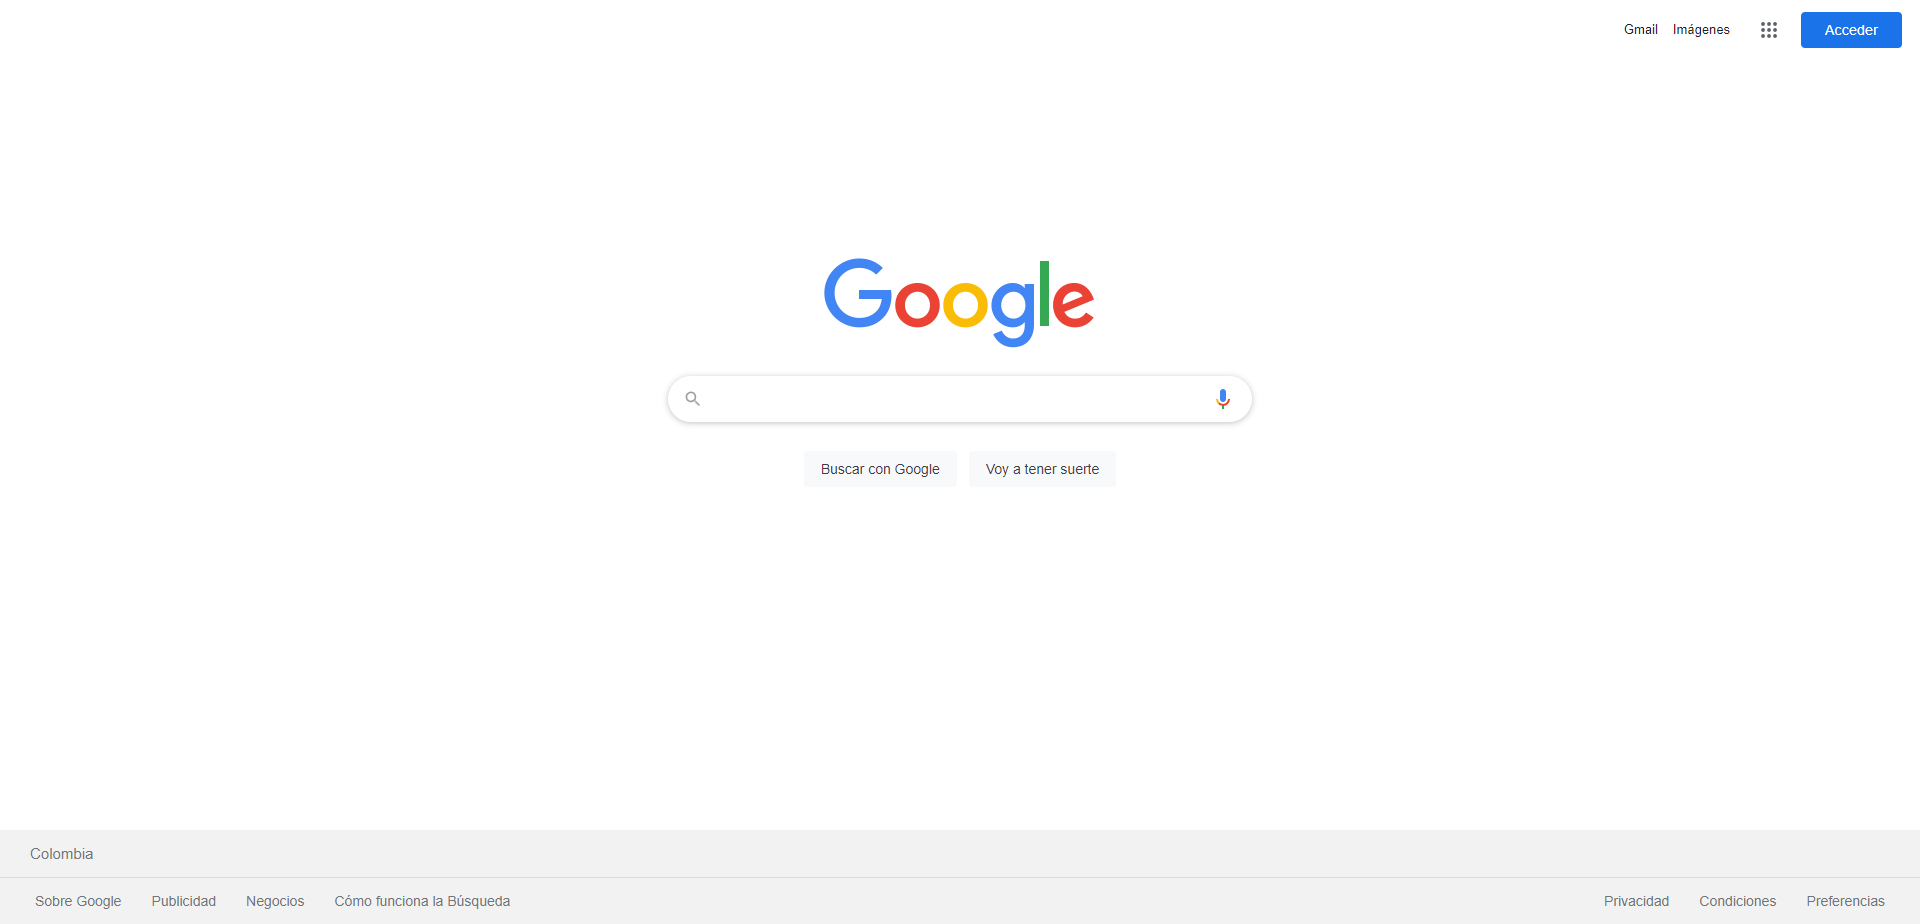 Gmail Imágenes Acceder
Google
Buscar con Google Voy a tener suerte
Colombia
Sobre Google Publicidad Negocios Cómo funciona la Búsqueda Privacidad Condiciones Preferencias